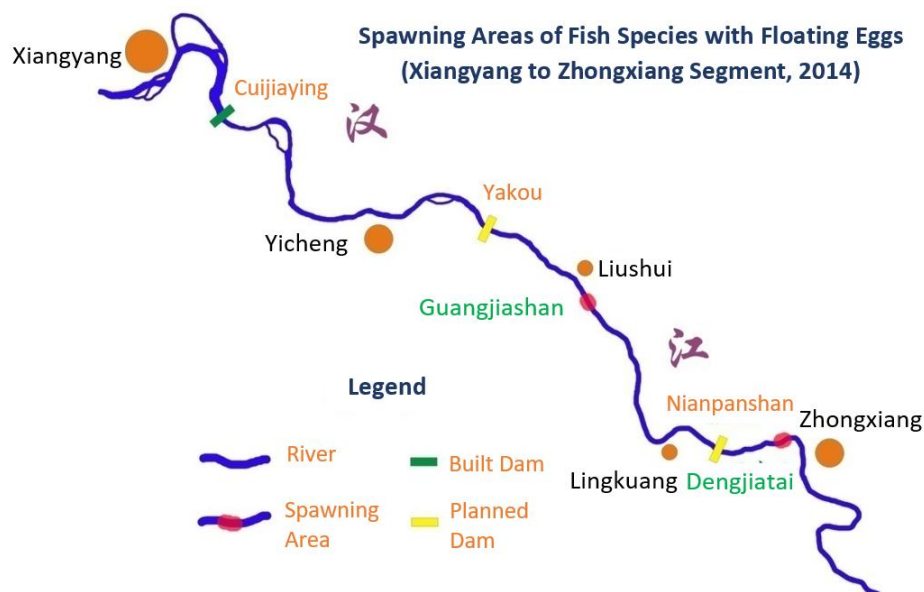 Spawning Areas of Fish Species with Floating Eggs
(Xiangyang to Zhongxiang Segment, 2014)
Xiangyang
Cuijiaying
汉
Yakou
Yicheng
Liushui
Guangjiashan
江
Nianpanshan
Zhongxiang
Lingkuang
Dengjiatai
Legend
River
Built Dam
Spawning
Area
Planned
Dam